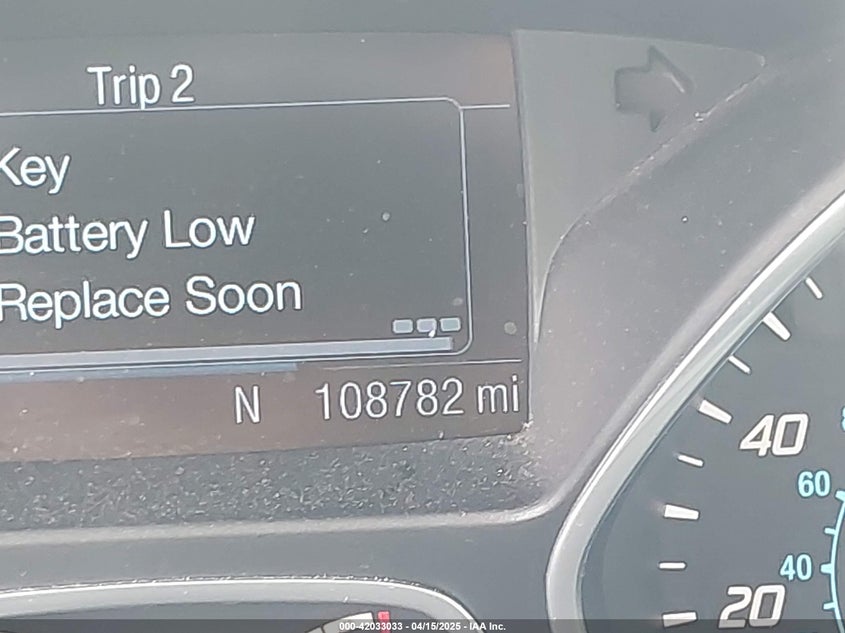 Trip 2
Key
Battery Low
Replace Soon
N 108782 mi
40
60
40
20
000-42033033 - 04/15/2025 - IAA Inc.